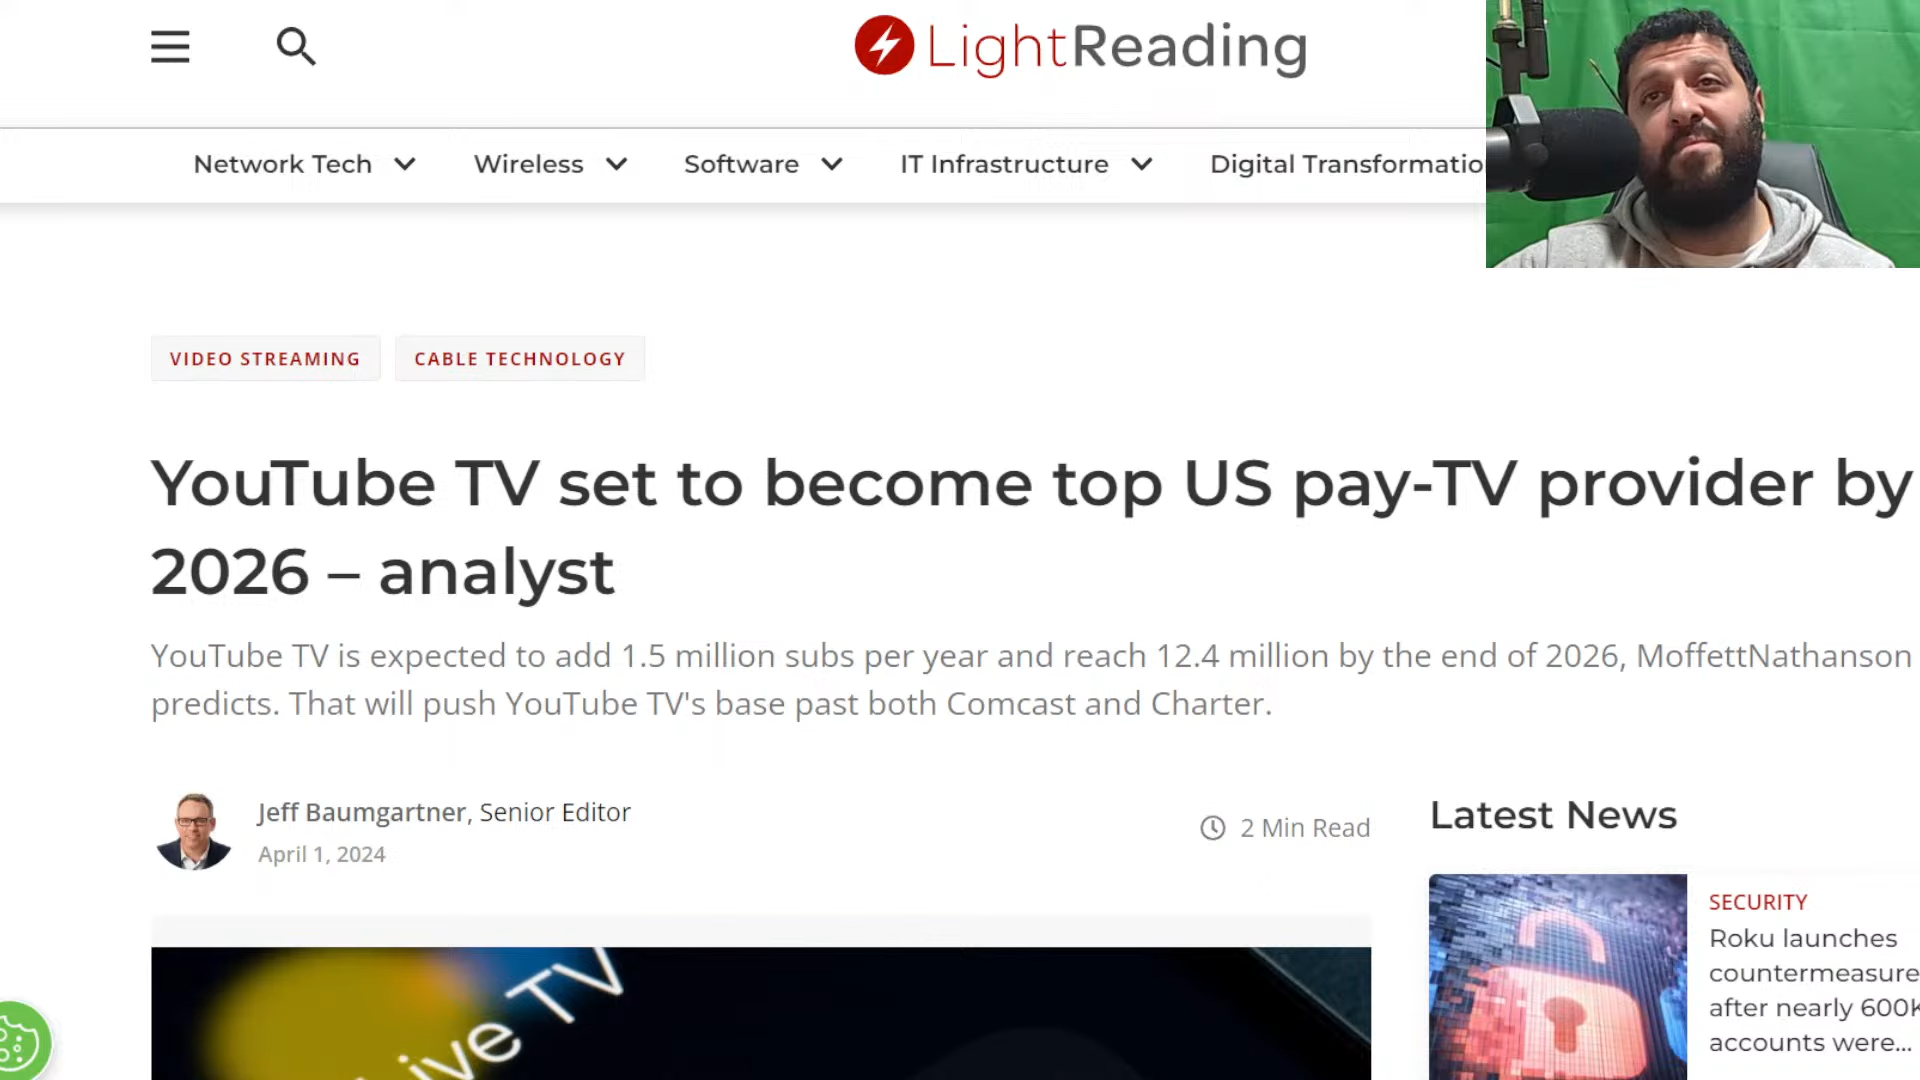 LightReading
Network Tech
Wireless
Software
IT Infrastructure
Digital Transformatio
VIDEO STREAMING
CABLE TECHNOLOGY
YouTube TV set to become top US pay-TV provider by
2026 – analyst
YouTube TV is expected to add 1.5 million subs per year and reach 12.4 million by the end of 2026, MoffettNathanson
predicts. That will push YouTube TV's base past both Comcast and Charter.
Jeff Baumgartner, Senior Editor
April 1, 2024
2 Min Read
Latest News
SECURITY
Roku launches
countermeasure
after nearly 600K
accounts were...
Live TV